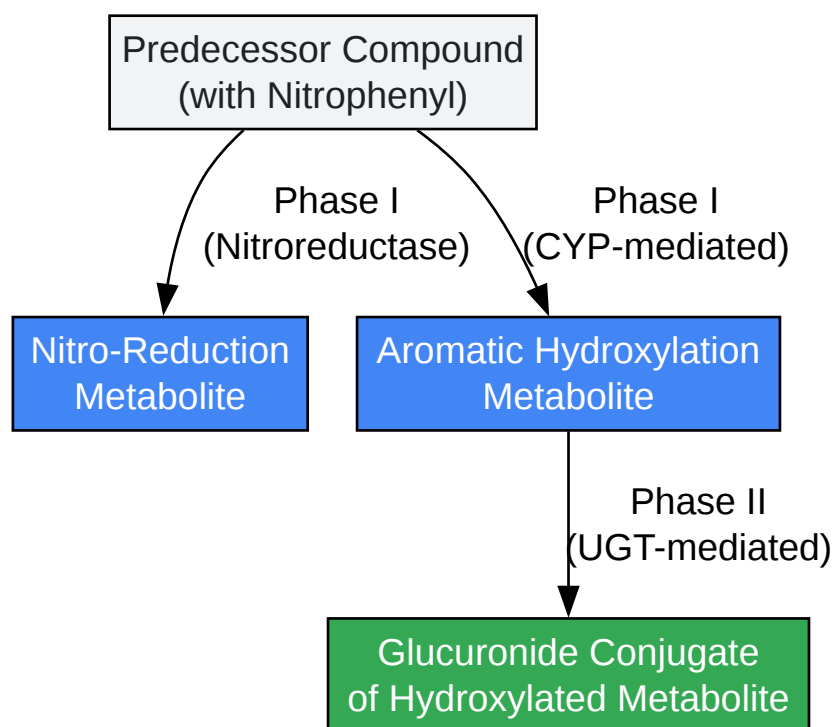 Predecessor Compound
(with Nitrophenyl)
Phase I
(Nitroreductase)
Phase I
(CYP-mediated)
Nitro-Reduction
Metabolite
Aromatic Hydroxylation
Metabolite
Phase II
(UGT-mediated)
Glucuronide Conjugate
of Hydroxylated Metabolite